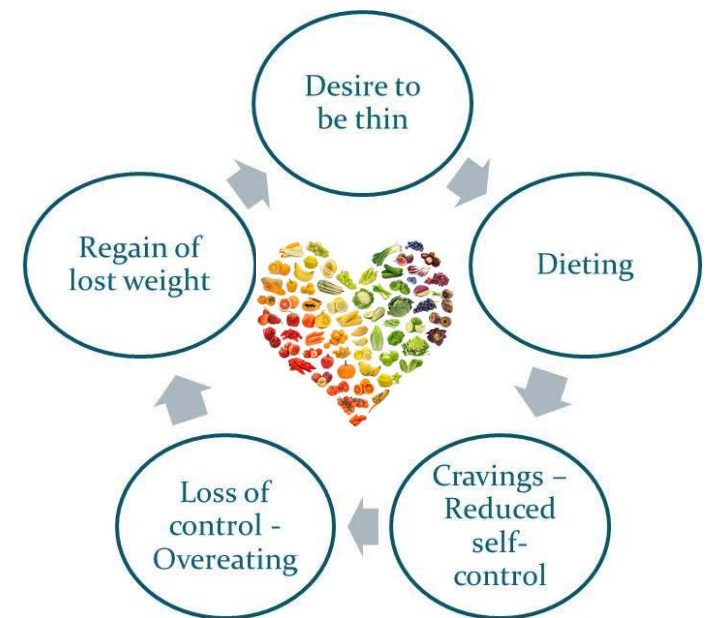 Desire to
be thin
Dieting
Cravings –
Reduced
self-
control
Loss of
control -
Overeating
Regain of
lost weight